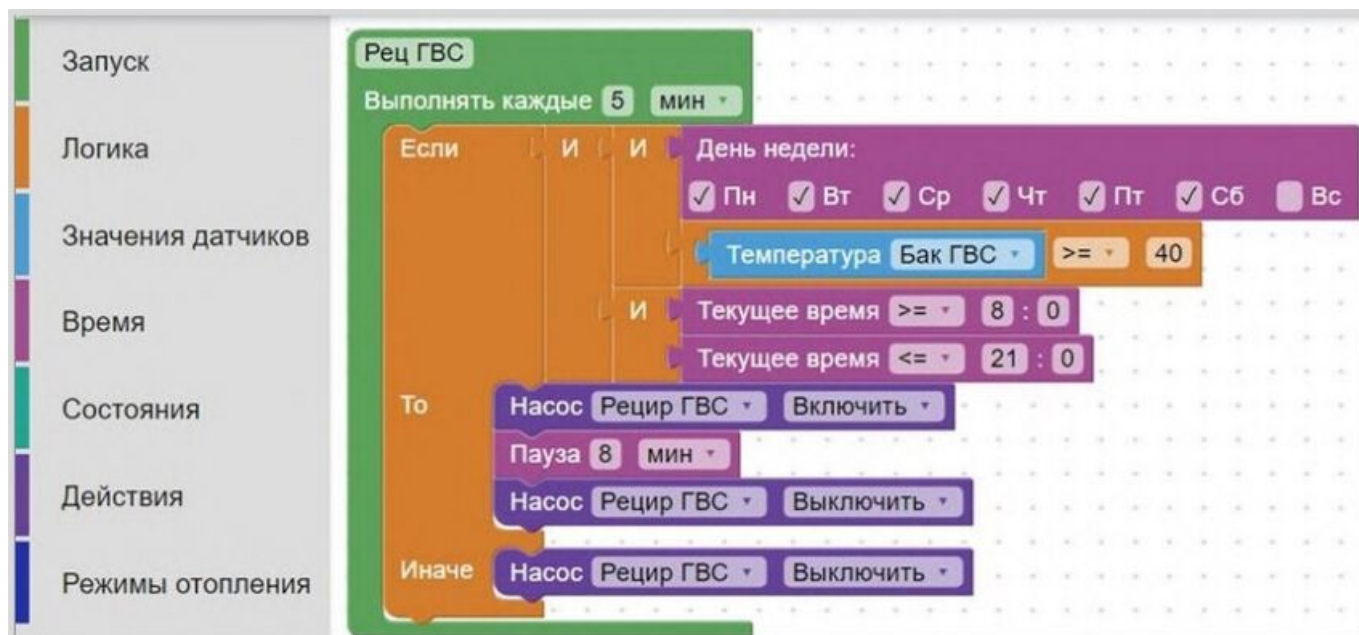 Запуск
Логика
Значения датчиков
Время
Состояния
Действия
Режимы отопления
Рец ГВС
Выполнять каждые 5 мин
Если И И День недели:
✓ Пн ✓ Вт ✓ Ср ✓ Чт ✓ Пт ✓ Сб Вс
Температура Бак ГВС >= 40
И Текущее время >= 8 : 0
Текущее время <= 21 : 0
То Насос Рецир ГВС Включить
Пауза 8 мин
Насос Рецир ГВС Выключить
Иначе Насос Рецир ГВС Выключить